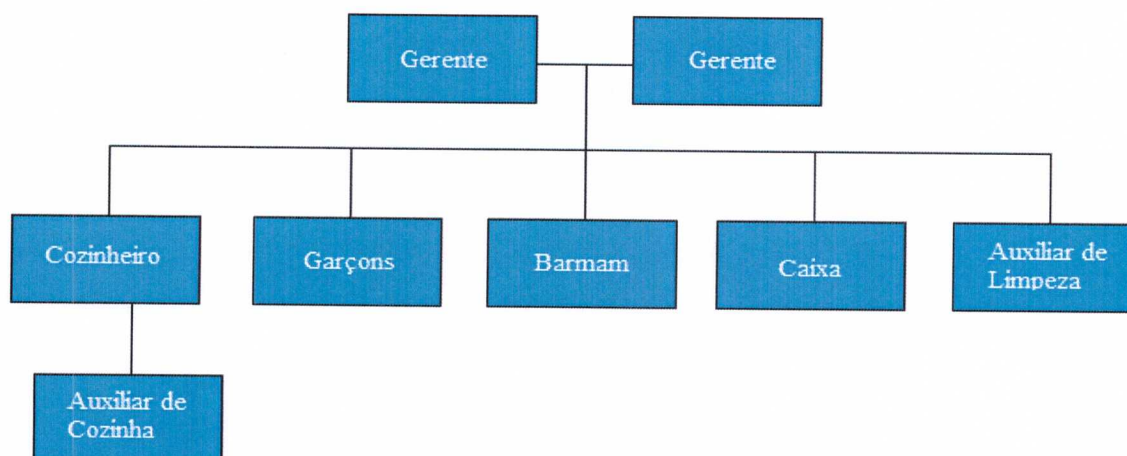 Gerente
Gerente
Cozinheiro
Garçons
Barmam
Caixa
Auxiliar de
Limpeza
Auxiliar de
Cozinha